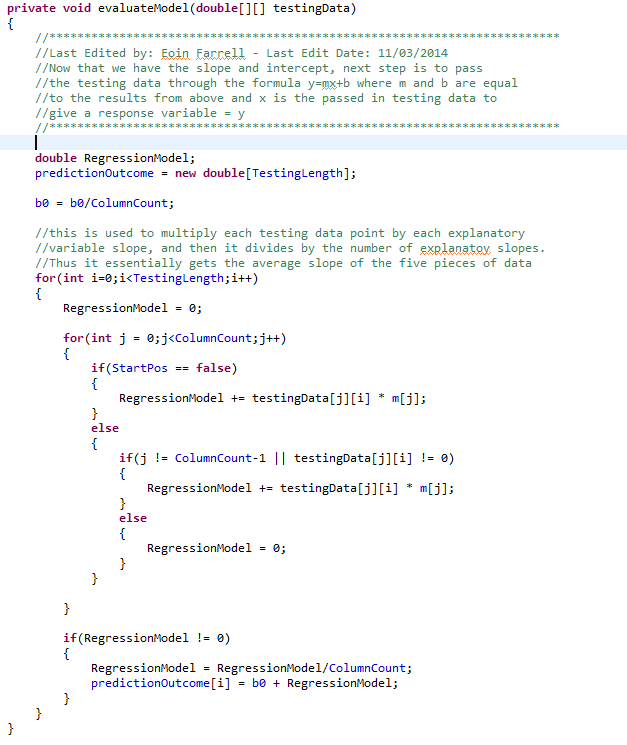 private void evaluateModel(double[][] testingData)
{
    //*************************************************************************
    //Last Edited by: Eoin Farrell - Last Edit Date: 11/03/2014
    //Now that we have the slope and intercept, next step is to pass
    //the testing data through the formula y=mx+b where m and b are equal
    //to the results from above and x is the passed in testing data to
    //give a response variable = y
    //*************************************************************************

    double RegressionModel;
    predictionOutcome = new double[TestingLength];

    b0 = b0/ColumnCount;

    //this is used to multiply each testing data point by each explanatory
    //variable slope, and then it divides by the number of explanatoy slopes.
    //Thus it essentially gets the average slope of the five pieces of data
    for(int i=0;i<TestingLength;i++)
    {
        RegressionModel = 0;

        for(int j = 0;j<ColumnCount;j++)
        {
            if(StartPos == false)
            {
                RegressionModel += testingData[j][i] * m[j];
            }
            else
            {
                if(j != ColumnCount-1 || testingData[j][i] != 0)
                {
                    RegressionModel += testingData[j][i] * m[j];
                }
                else
                {
                    RegressionModel = 0;
                }
            }

        }

        if(RegressionModel != 0)
        {
            RegressionModel = RegressionModel/ColumnCount;
            predictionOutcome[i] = b0 + RegressionModel;
        }
    }
}